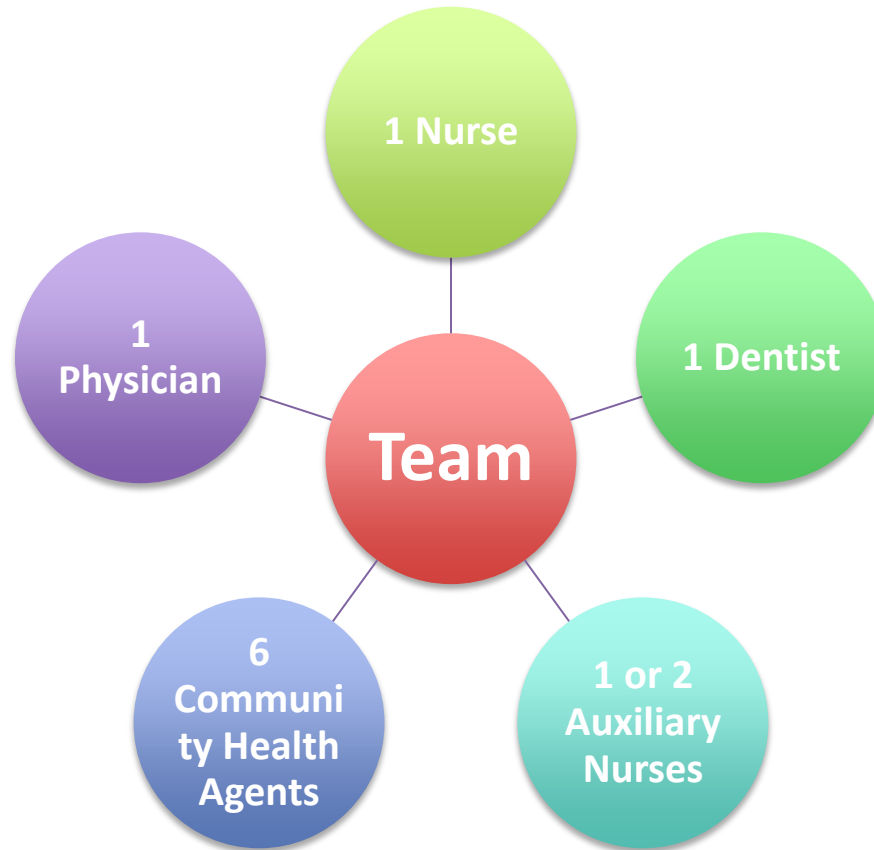 1 Nurse
1
Physician
1 Dentist
Team
6
Communi
ty Health
Agents
1 or 2
Auxiliary
Nurses